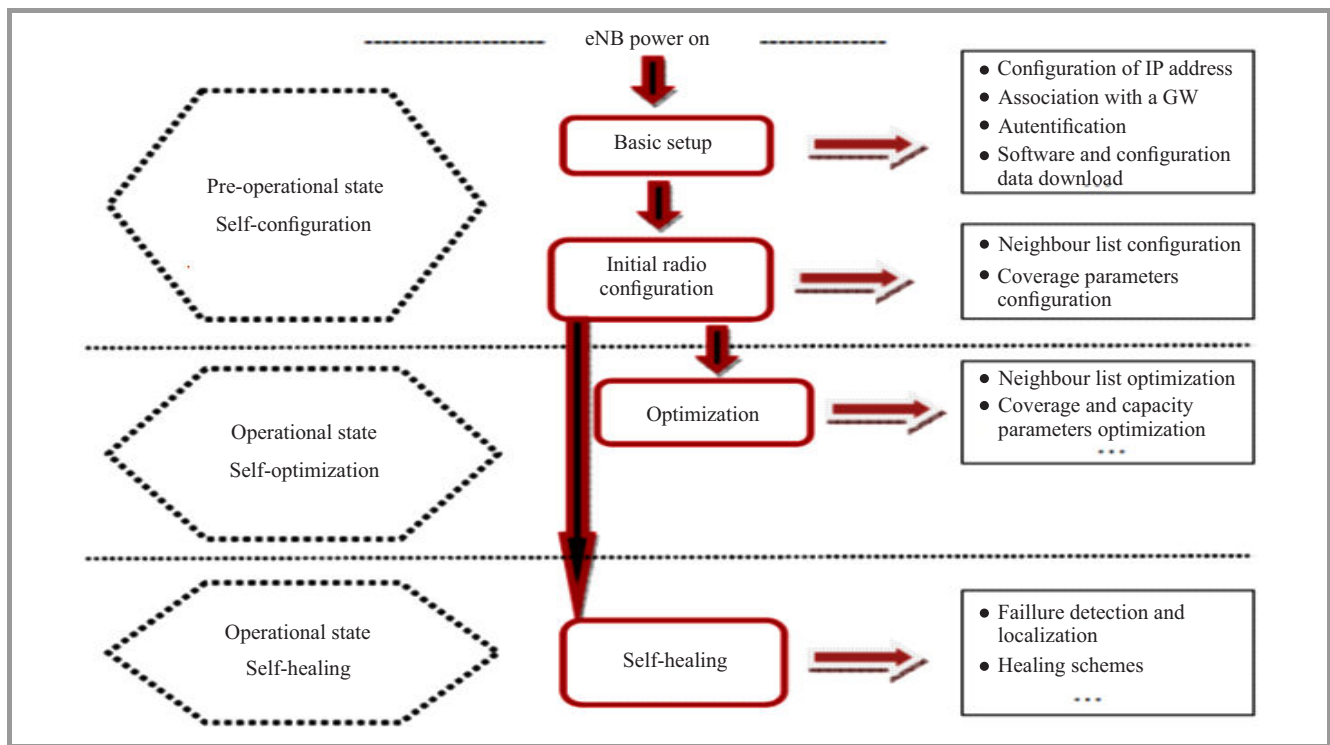 eNB power on
Pre-operational state
Self-configuration
Basic setup
● Configuration of IP address
● Association with a GW
● Autentification
● Software and configuration
data download
...
Initial radio
configuration
● Neighbour list configuration
● Coverage parameters
configuration
Operational state
Self-optimization
Optimization
● Neighbour list optimization
● Coverage and capacity
parameters optimization
...
Operational state
Self-healing
Self-healing
● Faillure detection and
localization
● Healing schemes
...